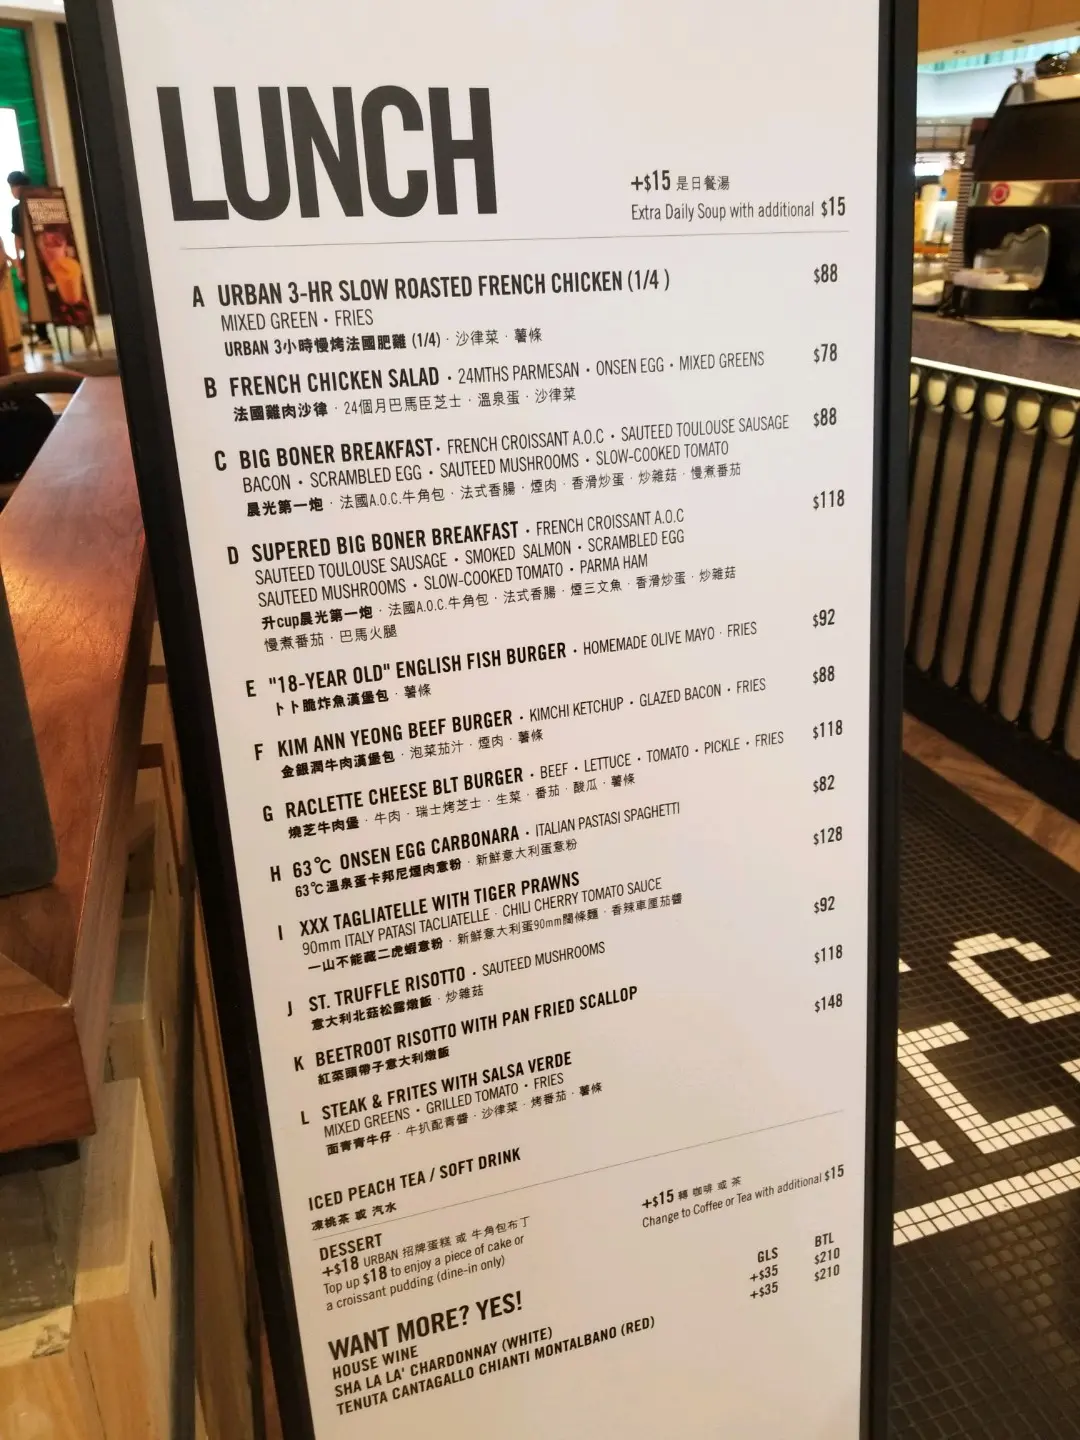 LUNCH
+$15 是日餐湯
Extra Daily Soup with additional $15
A URBAN 3-HR SLOW ROASTED FRENCH CHICKEN (1/4 ) $88
MIXED GREEN · FRIES
URBAN 3小時慢烤法國肥雞 (1/4) · 沙律菜 · 薯條
B FRENCH CHICKEN SALAD · 24MTHS PARMESAN · ONSEN EGG · MIXED GREENS $78
法國雞肉沙律 · 24個月巴馬臣芝士 · 溫泉蛋 · 沙律菜
C BIG BONER BREAKFAST · FRENCH CROISSANT A.O.C · SAUTEED TOULOUSE SAUSAGE $88
BACON · SCRAMBLED EGG · SAUTEED MUSHROOMS · SLOW-COOKED TOMATO
晨光第一炮 · 法國A.O.C.牛角包 · 法式香腸 · 煙肉 · 香滑炒蛋 · 炒雜菇 · 慢煮番茄
D SUPERED BIG BONER BREAKFAST · FRENCH CROISSANT A.O.C $118
SAUTEED TOULOUSE SAUSAGE · SMOKED SALMON · SCRAMBLED EGG
SAUTEED MUSHROOMS · SLOW-COOKED TOMATO · PARMA HAM
升cup晨光第一炮 · 法國A.O.C.牛角包 · 法式香腸 · 煙三文魚 · 香滑炒蛋 · 炒雜菇
慢煮番茄 · 巴馬火腿
E "18-YEAR OLD" ENGLISH FISH BURGER · HOMEMADE OLIVE MAYO · FRIES $92
卜卜脆炸魚漢堡包 · 薯條
F KIM ANN YEONG BEEF BURGER · KIMCHI KETCHUP · GLAZED BACON · FRIES $88
金銀潤牛肉漢堡包 · 泡菜茄汁 · 煙肉 · 薯條
G RACLETTE CHEESE BLT BURGER · BEEF · LETTUCE · TOMATO · PICKLE · FRIES $118
燒芝牛肉堡 · 牛肉 · 瑞士烤芝士 · 生菜 · 番茄 · 酸瓜 · 薯條
H 63℃ ONSEN EGG CARBONARA · ITALIAN PASTASI SPAGHETTI $82
63℃溫泉蛋卡邦尼煙肉意粉 · 新鮮意大利蛋意粉
I XXX TAGLIATELLE WITH TIGER PRAWNS $128
90mm ITALY PATASI TACLIATELLE · CHILI CHERRY TOMATO SAUCE
一山不能藏二虎蝦意粉 · 新鮮意大利蛋90mm闊條麵 · 香辣車厘茄醬
J ST. TRUFFLE RISOTTO · SAUTEED MUSHROOMS $92
意大利北菇松露燉飯 · 炒雜菇
K BEETROOT RISOTTO WITH PAN FRIED SCALLOP $118
紅菜頭帶子意大利燉飯
L STEAK & FRITES WITH SALSA VERDE $148
MIXED GREENS · GRILLED TOMATO · FRIES
面青青牛仔 · 牛扒配青醬 · 沙律菜 · 烤番茄 · 薯條
ICED PEACH TEA / SOFT DRINK
凍桃茶 或 汽水
+$15 轉 咖啡 或 茶
Change to Coffee or Tea with additional $15
DESSERT
+$18 URBAN 招牌蛋糕 或 牛角包布丁
Top up $18 to enjoy a piece of cake or
a croissant pudding (dine-in only)
WANT MORE? YES!
HOUSE WINE GLS BTL
SHA LA LA' CHARDONNAY (WHITE) +$35 $210
TENUTA CANTAGALLO CHIANTI MONTALBANO (RED) +$35 $210